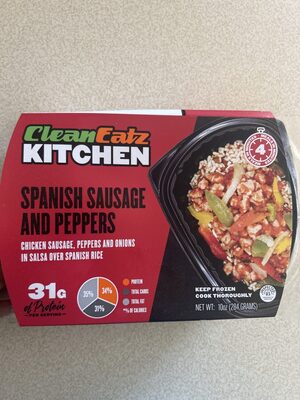 CleanEatz
KITCHEN
4
SPANISH SAUSAGE
AND PEPPERS
CHICKEN SAUSAGE, PEPPERS AND ONIONS
IN SALSA OVER SPANISH RICE
31G
of Protein
PER SERVING
35%
34%
31%
PROTEIN
TOTAL CARBS
TOTAL FAT
*% OF CALORIES
KEEP FROZEN
COOK THOROUGHLY
NET WT: 10oz (284 GRAMS)